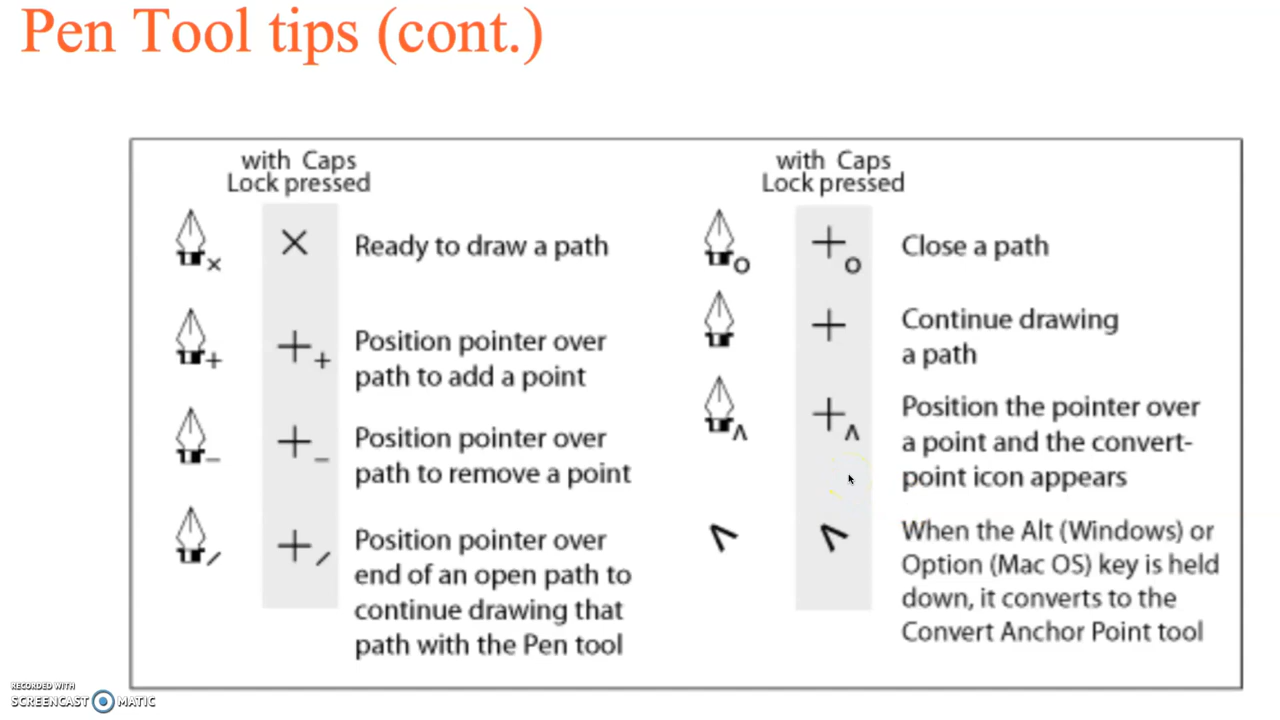 Pen Tool tips (cont.)
with Caps
Lock pressed
Ready to draw a path
Position pointer over
path to add a point
Position pointer over
path to remove a point
Position pointer over
end of an open path to
continue drawing that
path with the Pen tool
with Caps
Lock pressed
Close a path
Continue drawing
a path
Position the pointer over
a point and the convert-
point icon appears
When the Alt (Windows) or
Option (Mac OS) key is held
down, it converts to the
Convert Anchor Point tool
RECORDED WITH
SCREENCAST MATIC